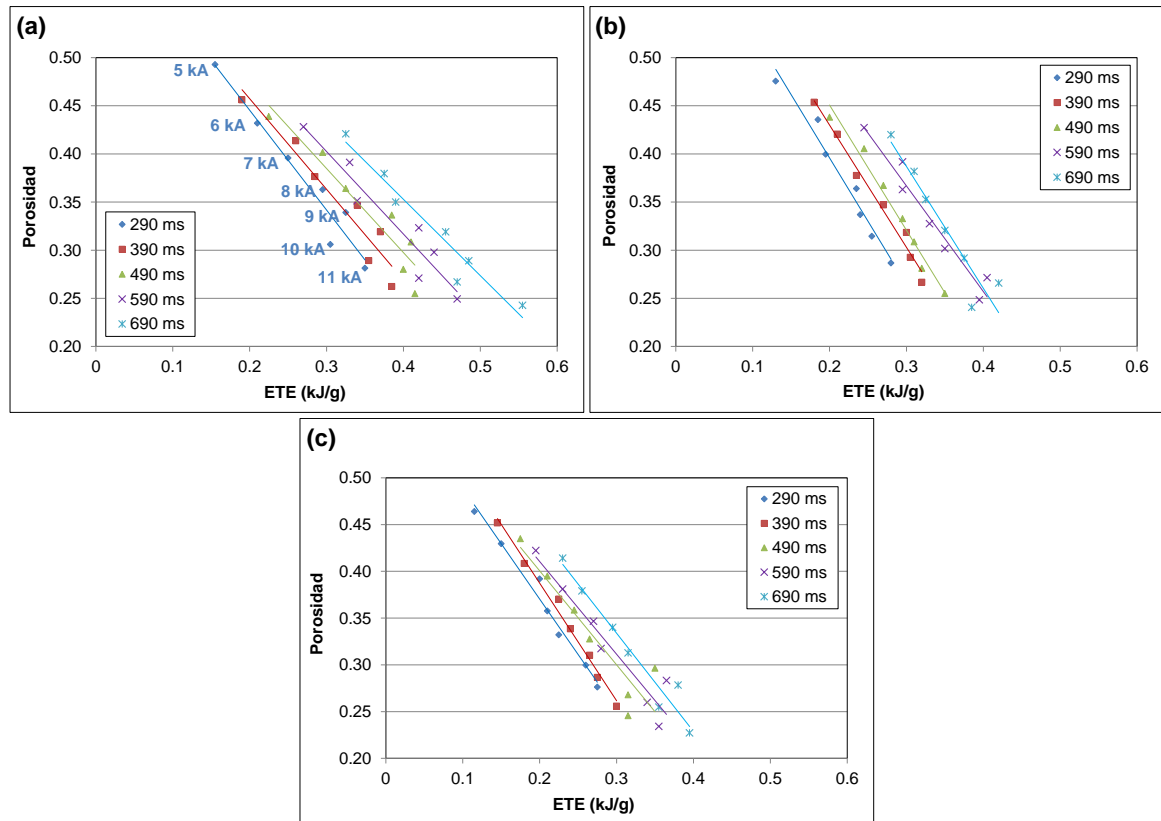 (a)
0.50
0.45
0.40
0.35
0.30
0.25
0.20
Porosidad
5 kA
6 kA
7 kA
8 kA
9 kA
10 kA
11 kA
290 ms
390 ms
490 ms
590 ms
690 ms
0 0.1 0.2 0.3 0.4 0.5 0.6
ETE (kJ/g)
(b)
0.50
0.45
0.40
0.35
0.30
0.25
0.20
Porosidad
290 ms
390 ms
490 ms
590 ms
690 ms
0 0.1 0.2 0.3 0.4 0.5 0.6
ETE (kJ/g)
(c)
0.50
0.45
0.40
0.35
0.30
0.25
0.20
Porosidad
290 ms
390 ms
490 ms
590 ms
690 ms
0 0.1 0.2 0.3 0.4 0.5 0.6
ETE (kJ/g)